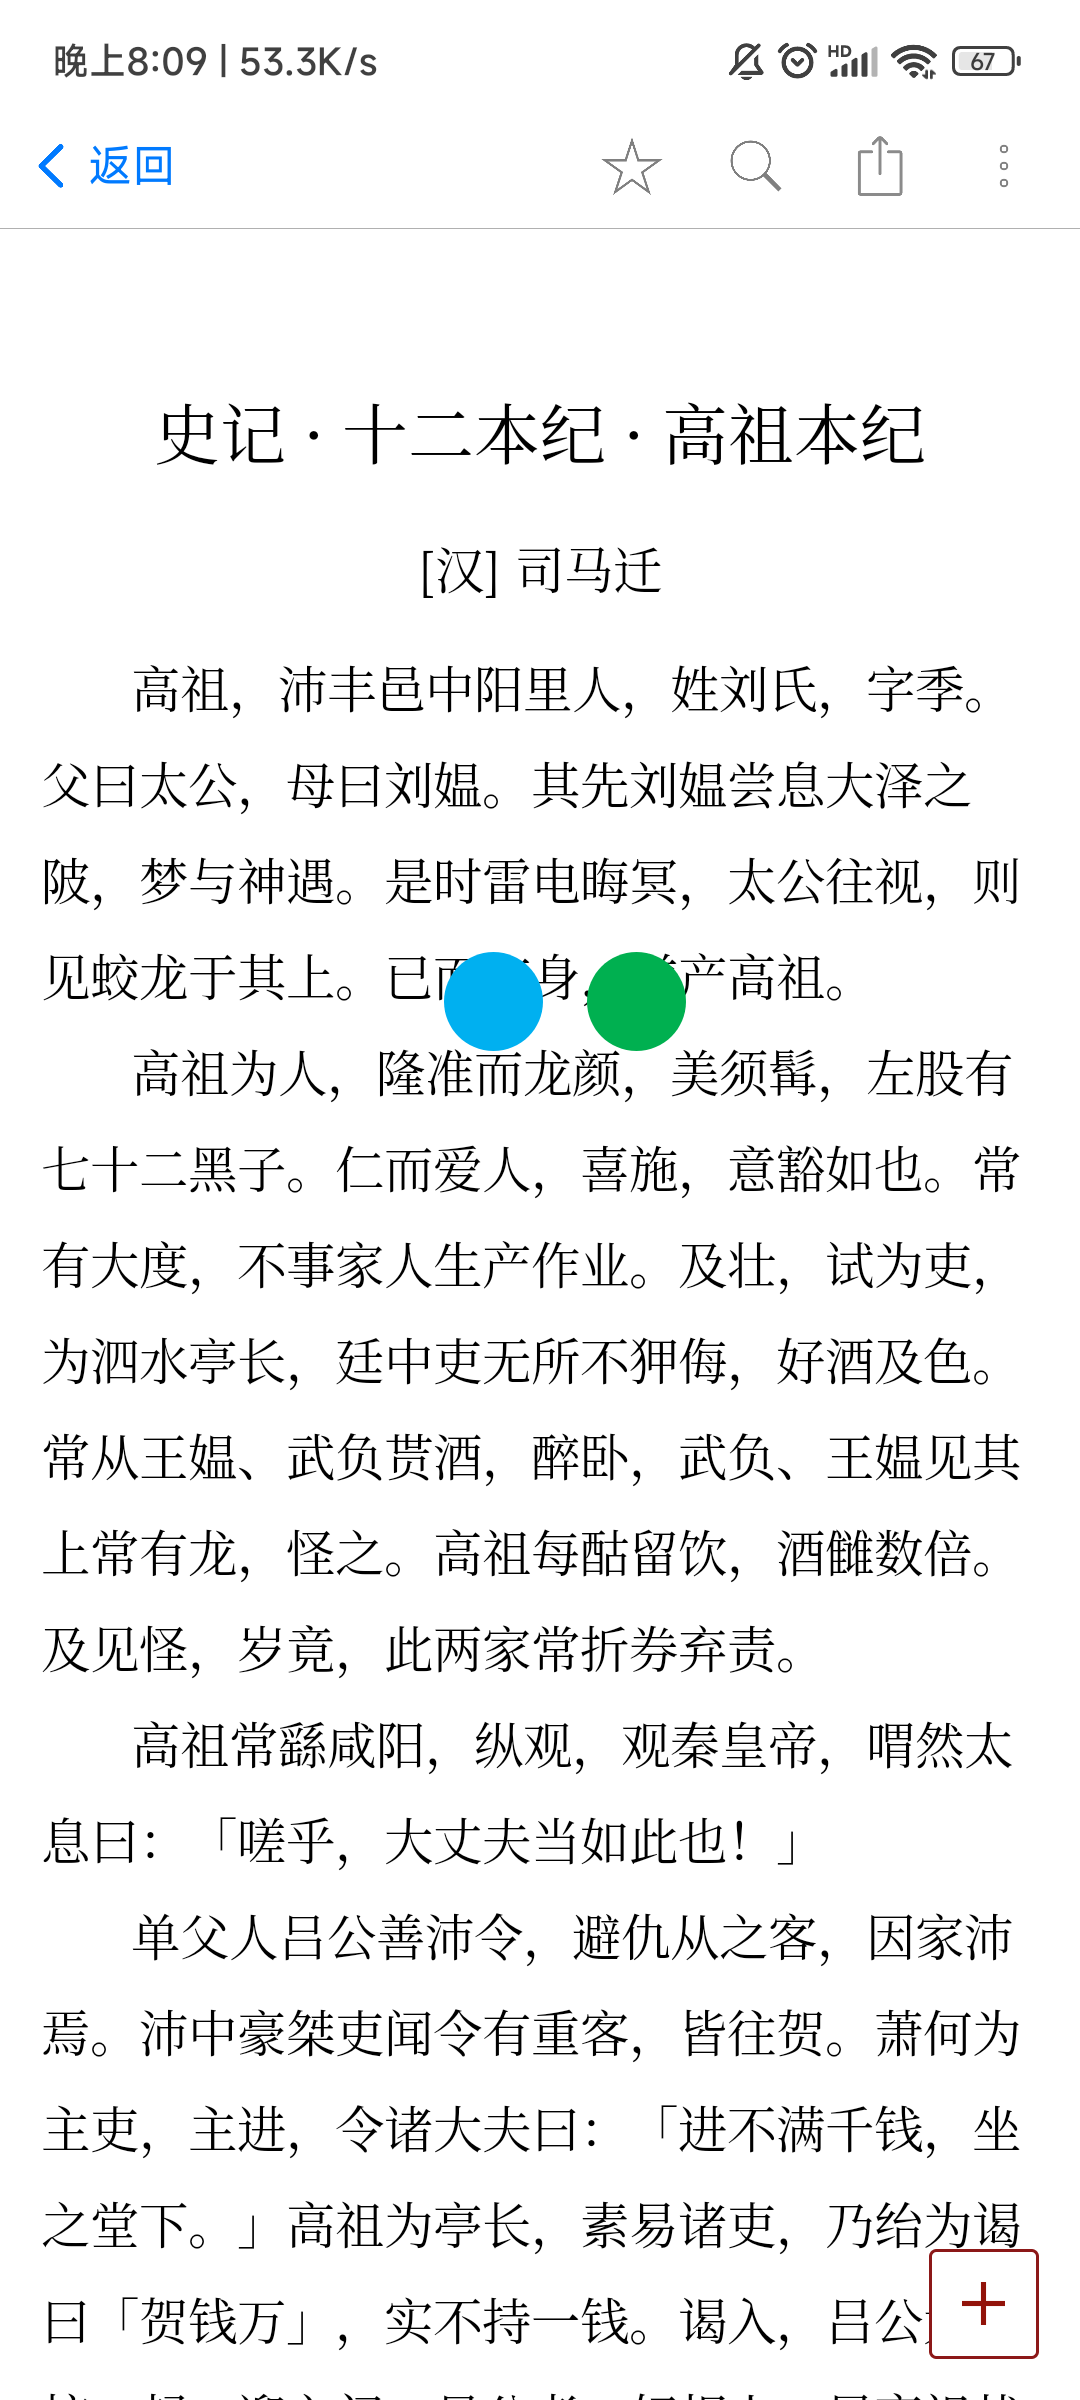 晚上8:09 | 53.3K/s
HD
67
返回
史记 · 十二本纪 · 高祖本纪
[汉] 司马迁
高祖，沛丰邑中阳里人，姓刘氏，字季。
父曰太公，母曰刘媪。其先刘媪尝息大泽之
陂，梦与神遇。是时雷电晦冥，太公往视，则
见蛟龙于其上。已 身， 产高祖。
高祖为人，隆准而龙颜，美须髯，左股有
七十二黑子。仁而爱人，喜施，意豁如也。常
有大度，不事家人生产作业。及壮，试为吏，
为泗水亭长，廷中吏无所不狎侮，好酒及色。
常从王媪、武负贳酒，醉卧，武负、王媪见其
上常有龙，怪之。高祖每酤留饮，酒雠数倍。
及见怪，岁竟，此两家常折券弃责。
高祖常繇咸阳，纵观，观秦皇帝，喟然太
息曰：「嗟乎，大丈夫当如此也！」
单父人吕公善沛令，避仇从之客，因家沛
焉。沛中豪桀吏闻令有重客，皆往贺。萧何为
主吏，主进，令诸大夫曰：「进不满千钱，坐
之堂下。」高祖为亭长，素易诸吏，乃绐为谒
曰「贺钱万」，实不持一钱。谒入，吕公